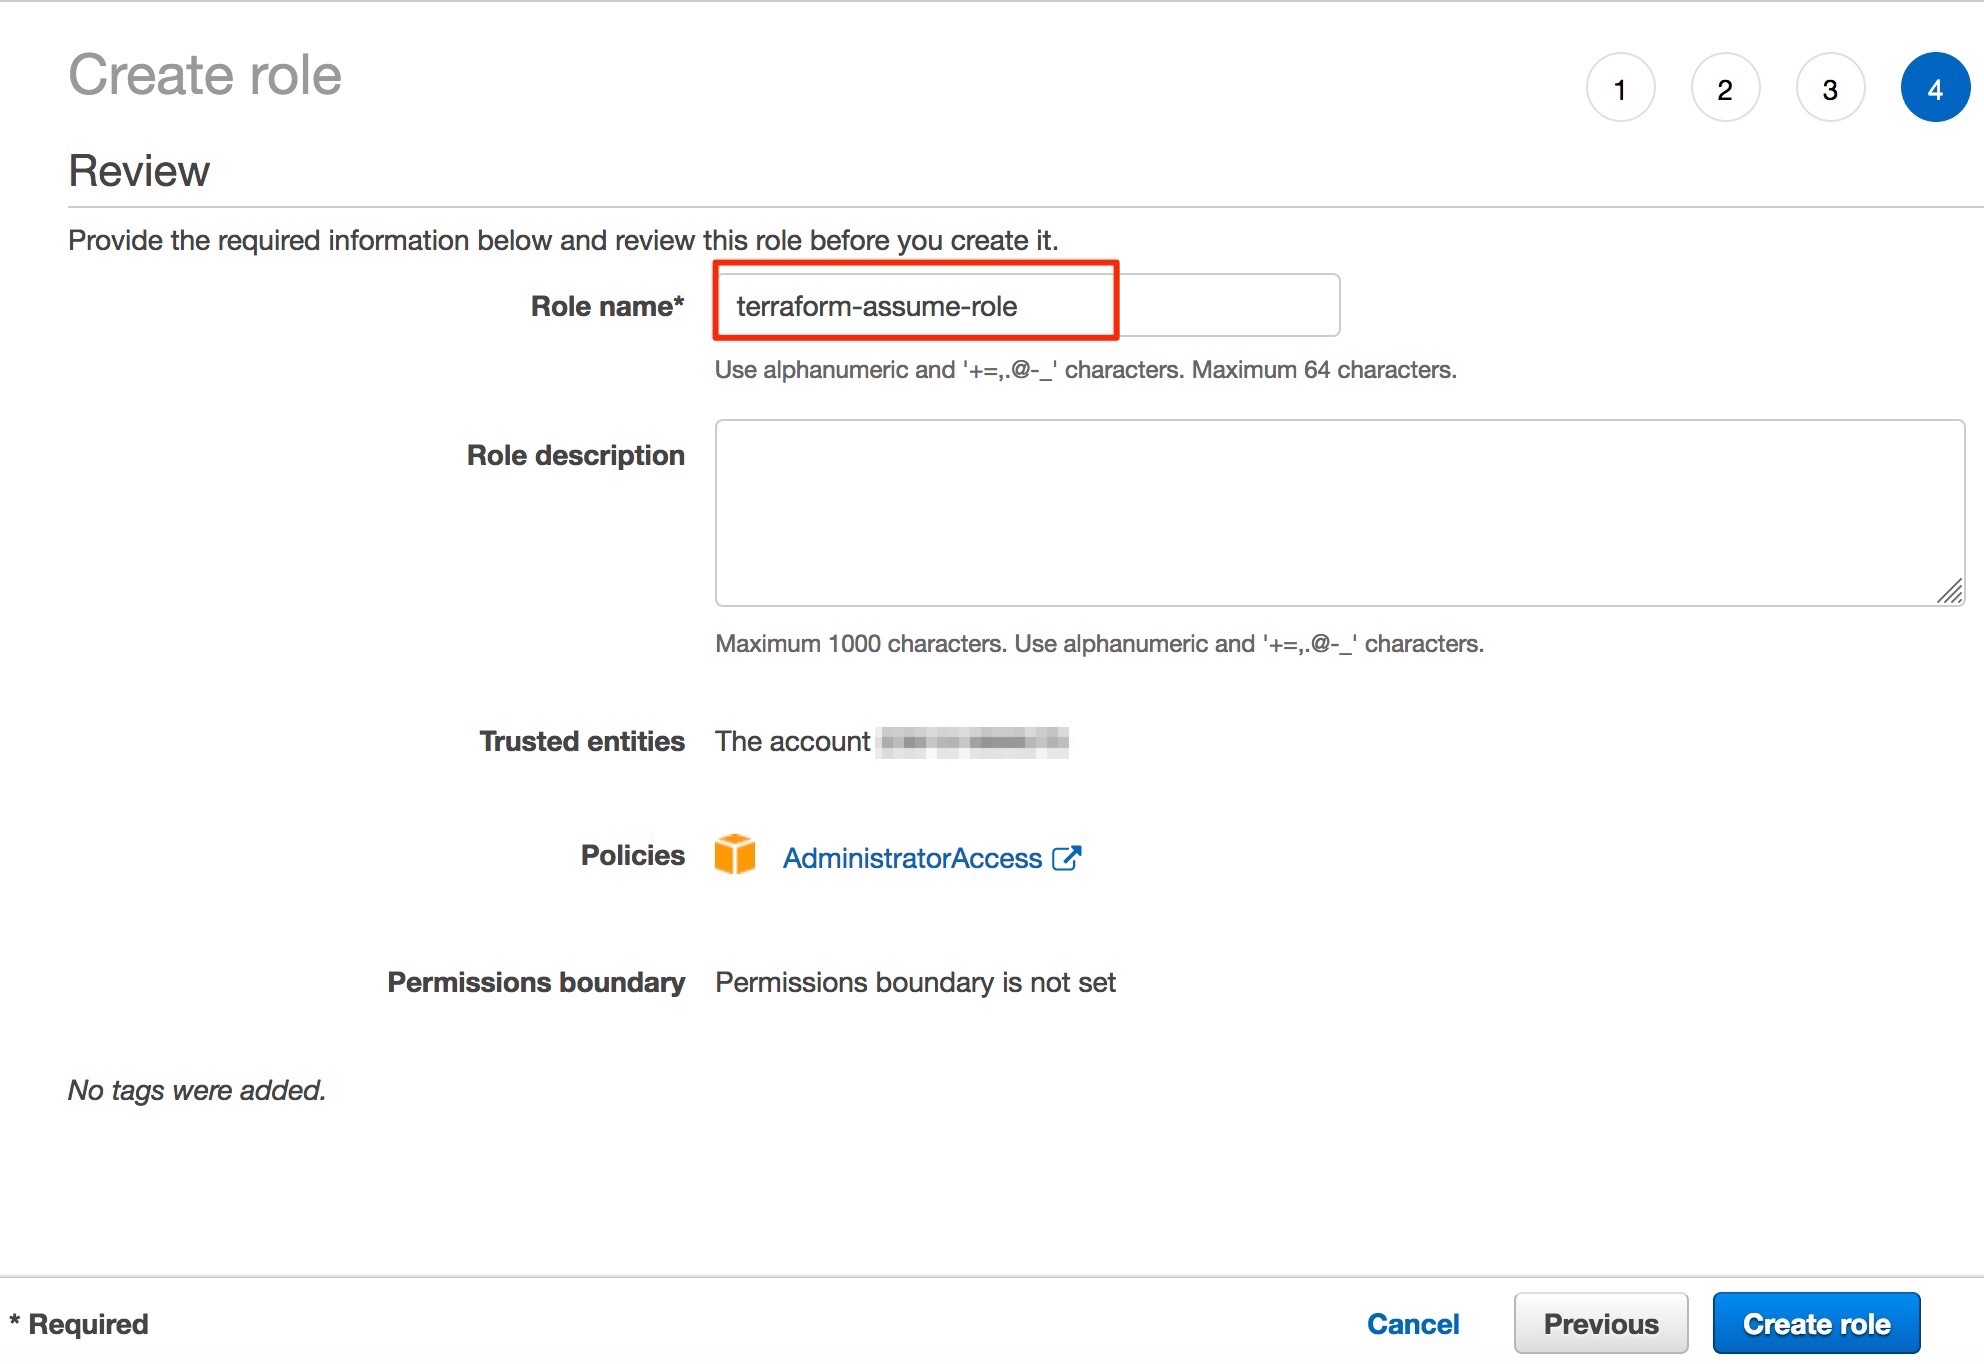 Create role
1 2 3 4
Review
Provide the required information below and review this role before you create it.
Role name* terraform-assume-role
Use alphanumeric and '+=,.@-_' characters. Maximum 64 characters.
Role description
Maximum 1000 characters. Use alphanumeric and '+=,.@-_' characters.
Trusted entities The account
Policies AdministratorAccess
Permissions boundary Permissions boundary is not set
No tags were added.
* Required Cancel Previous Create role